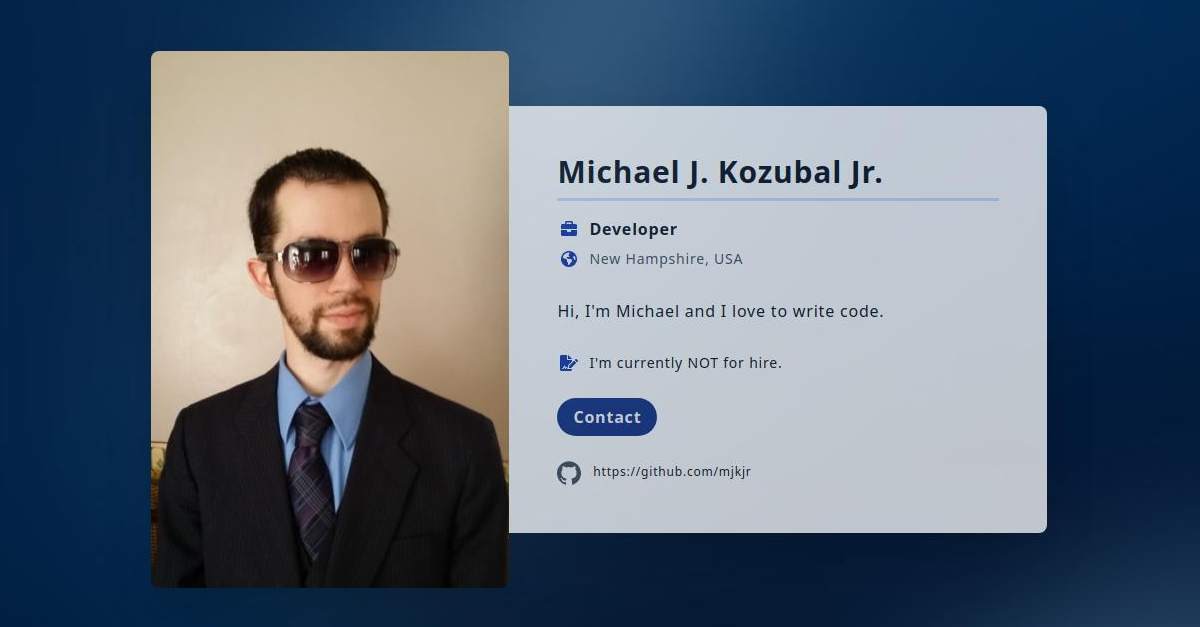 Michael J. Kozubal Jr.
Developer
New Hampshire, USA
Hi, I'm Michael and I love to write code.
I'm currently NOT for hire.
Contact
https://github.com/mjkjr